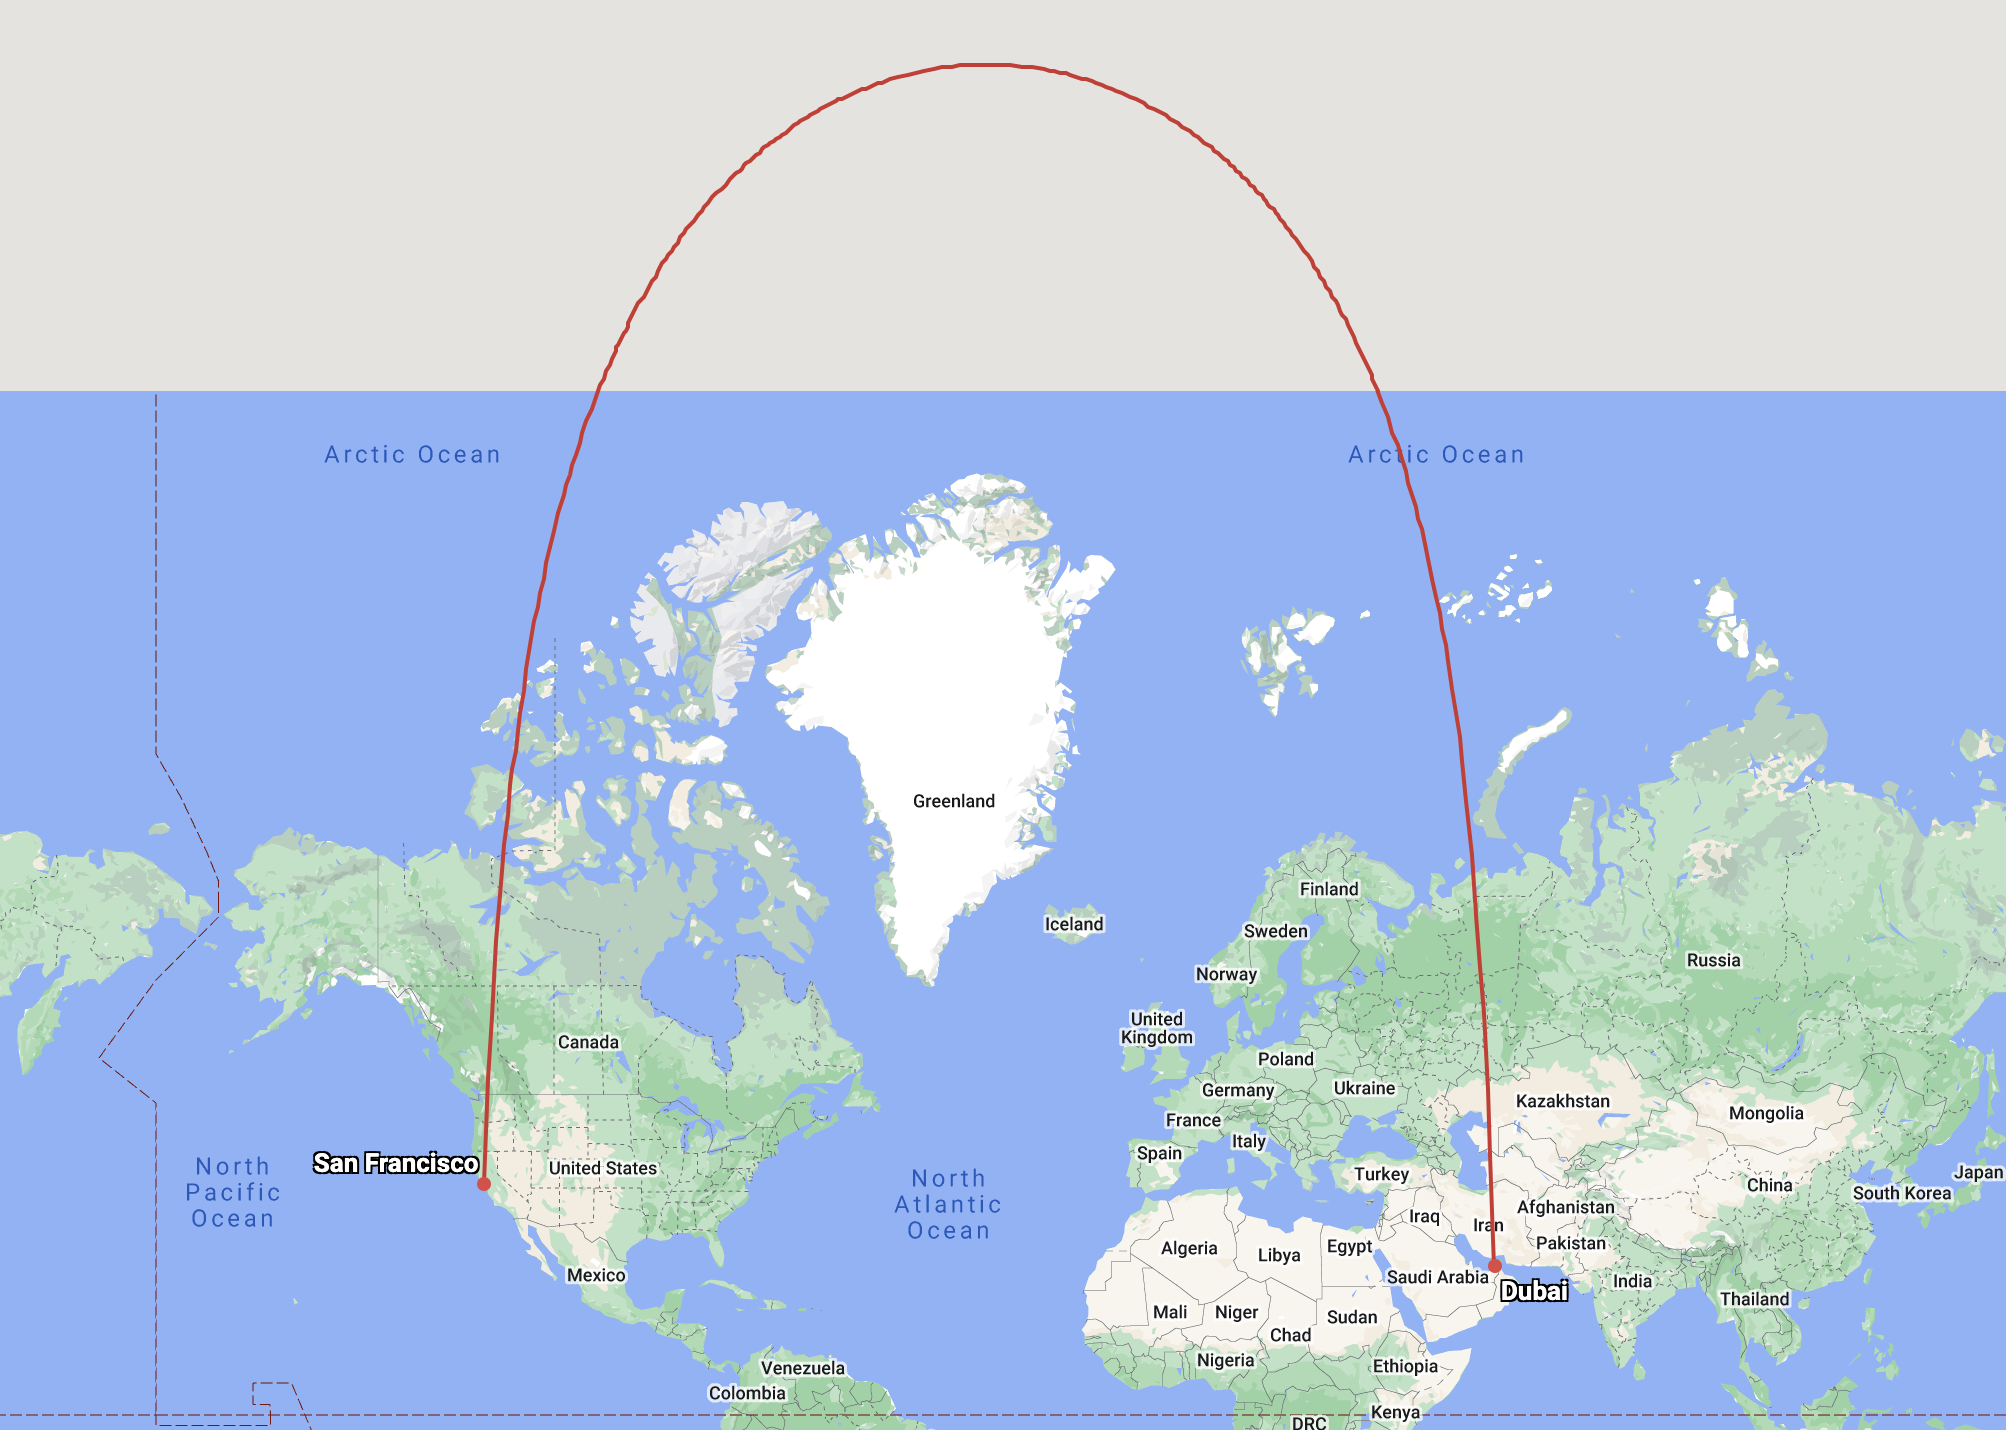 Arctic Ocean
Arctic Ocean
Greenland
Finland
Iceland
Sweden
Norway
Russia
United
Kingdom
Canada
Poland
Germany
Ukraine
Kazakhstan
Mongolia
France
Italy
Spain
San Francisco
United States
Turkey
North
Pacific
Ocean
North
Atlantic
Ocean
China
Japan
South Korea
Afghanistan
Iraq
Iran
Pakistan
Algeria
Libya
Egypt
Mexico
Saudi Arabia
India
Dubai
Thailand
Mali
Niger
Sudan
Chad
Nigeria
Ethiopia
Venezuela
Colombia
Kenya
DRC